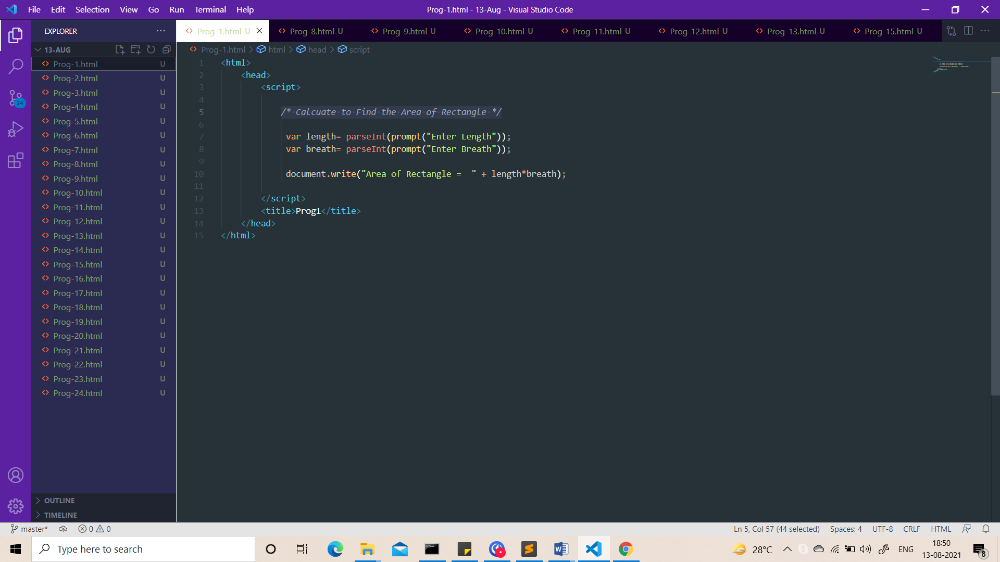 File Edit Selection View Go Run Terminal Help
Prog-1.html - 13-Aug - Visual Studio Code
EXPLORER
Prog-1.html U
Prog-8.html U
Prog-9.html U
Prog-10.html U
Prog-11.html U
Prog-12.html U
Prog-13.html U
Prog-15.html U
13-AUG
Prog-1.html > html > head > script
Prog-1.html U
Prog-2.html U
Prog-3.html U
Prog-4.html U
Prog-5.html U
Prog-6.html U
Prog-7.html U
Prog-8.html U
Prog-9.html U
Prog-10.html U
Prog-11.html U
Prog-12.html U
Prog-13.html U
Prog-14.html U
Prog-15.html U
Prog-16.html U
Prog-17.html U
Prog-18.html U
Prog-19.html U
Prog-20.html U
Prog-21.html U
Prog-22.html U
Prog-23.html U
Prog-24.html U
24
OUTLINE
TIMELINE
1 <html>
2 <head>
3 <script>
4
5 /* Calcuate to Find the Area of Rectangle */
6
7 var length= parseInt(prompt("Enter Length"));
8 var breath= parseInt(prompt("Enter Breath"));
9
10 document.write("Area of Rectangle =  " + length*breath);
11
12 </script>
13 <title>Prog1</title>
14 </head>
15 </html>
master* 0 0
Ln 5, Col 57 (44 selected) Spaces: 4 UTF-8 CRLF HTML
Type here to search
28°C ENG
18:50
13-08-2021
8